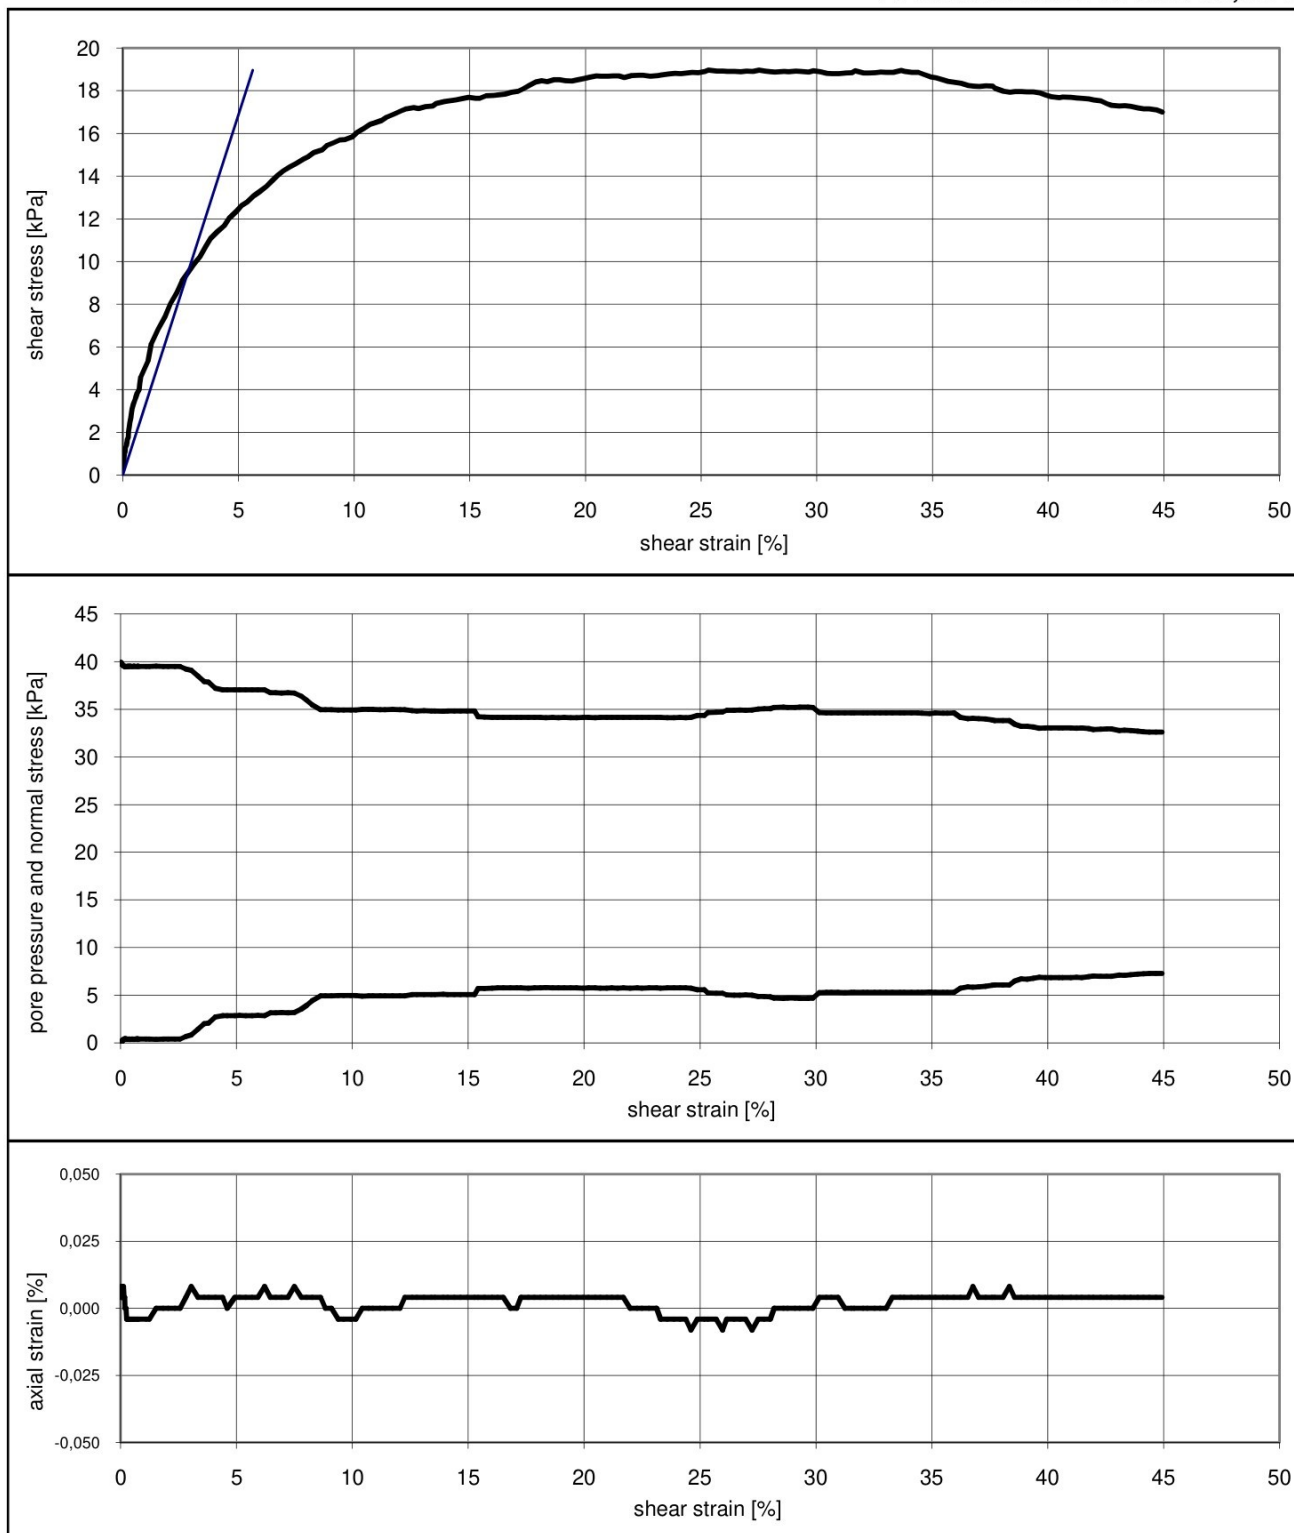 20
18
16
14
12
10
8
6
4
2
0
shear stress [kPa]
0 5 10 15 20 25 30 35 40 45 50
shear strain [%]
45
40
35
30
25
20
15
10
5
0
pore pressure and normal stress [kPa]
0 5 10 15 20 25 30 35 40 45 50
shear strain [%]
0,050
0,025
0,000
-0,025
-0,050
axial strain [%]
0 5 10 15 20 25 30 35 40 45 50
shear strain [%]